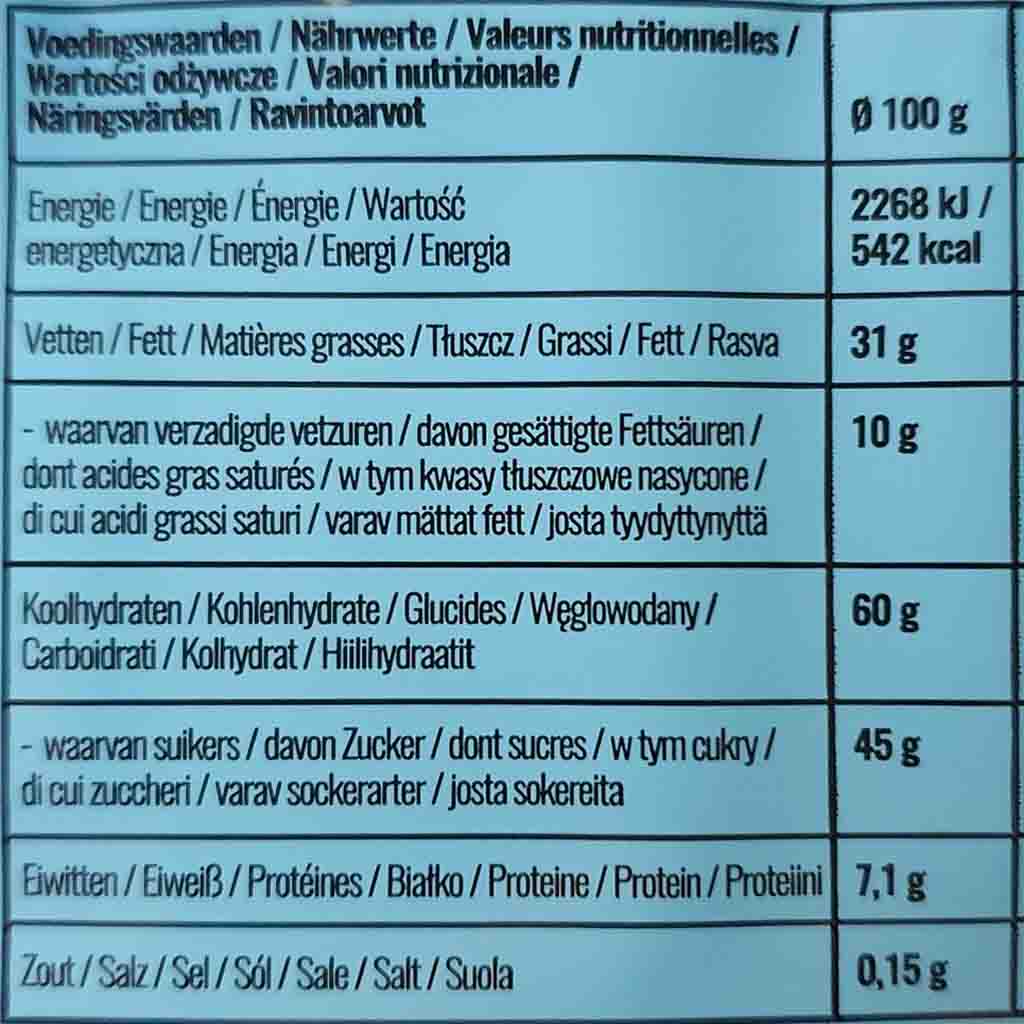 Voedingswaarden / Nährwerte / Valeurs nutritionnelles /
Wartości odżywcze / Valori nutrizionale /
Näringsvärden / Ravintoarvot
Ø 100 g
Energie / Energie / Énergie / Wartość
energetyczna / Energia / Energi / Energia
2268 kJ /
542 kcal
Vetten / Fett / Matières grasses / Tłuszcz / Grassi / Fett / Rasva
31 g
- waarvan verzadigde vetzuren / davon gesättigte Fettsäuren /
dont acides gras saturés / w tym kwasy tłuszczowe nasycone /
di cui acidi grassi saturi / varav mättat fett / josta tyydyttynyttä
10 g
Koolhydraten / Kohlenhydrate / Glucides / Węglowodany /
Carboidrati / Kolhydrat / Hiilihydraatit
60 g
- waarvan suikers / davon Zucker / dont sucres / w tym cukry /
di cui zuccheri / varav sockerarter / josta sokereita
45 g
Eiwitten / Eiweiß / Protéines / Białko / Proteine / Protein / Proteiini
7,1 g
Zout / Salz / Sel / Sól / Sale / Salt / Suola
0,15 g